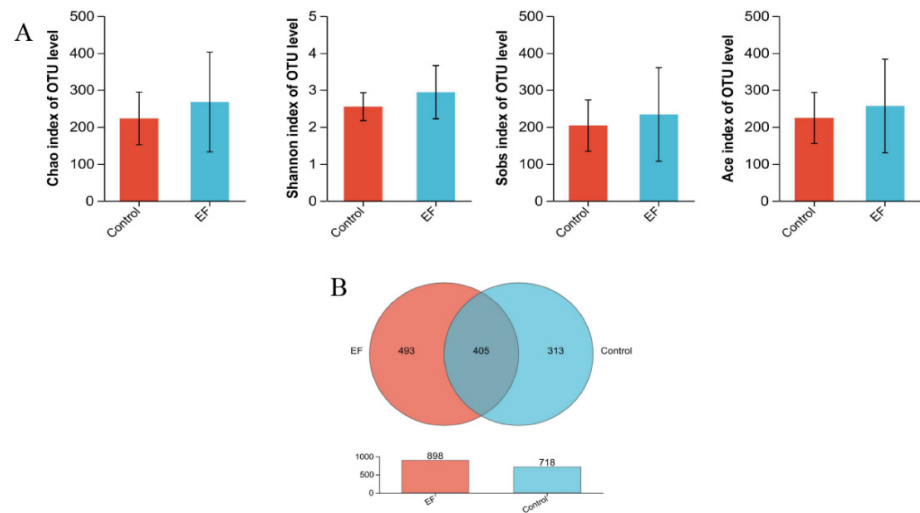 A
Chao index of OTU level
500
400
300
200
100
0
Control
EF
Shannon index of OTU level
5
4
3
2
1
0
Control
EF
Sobs index of OTU level
500
400
300
200
100
0
Control
EF
Ace index of OTU level
500
400
300
200
100
0
Control
EF
B
EF
493
405
313
Control
1000
500
0
898
718
EF
Control